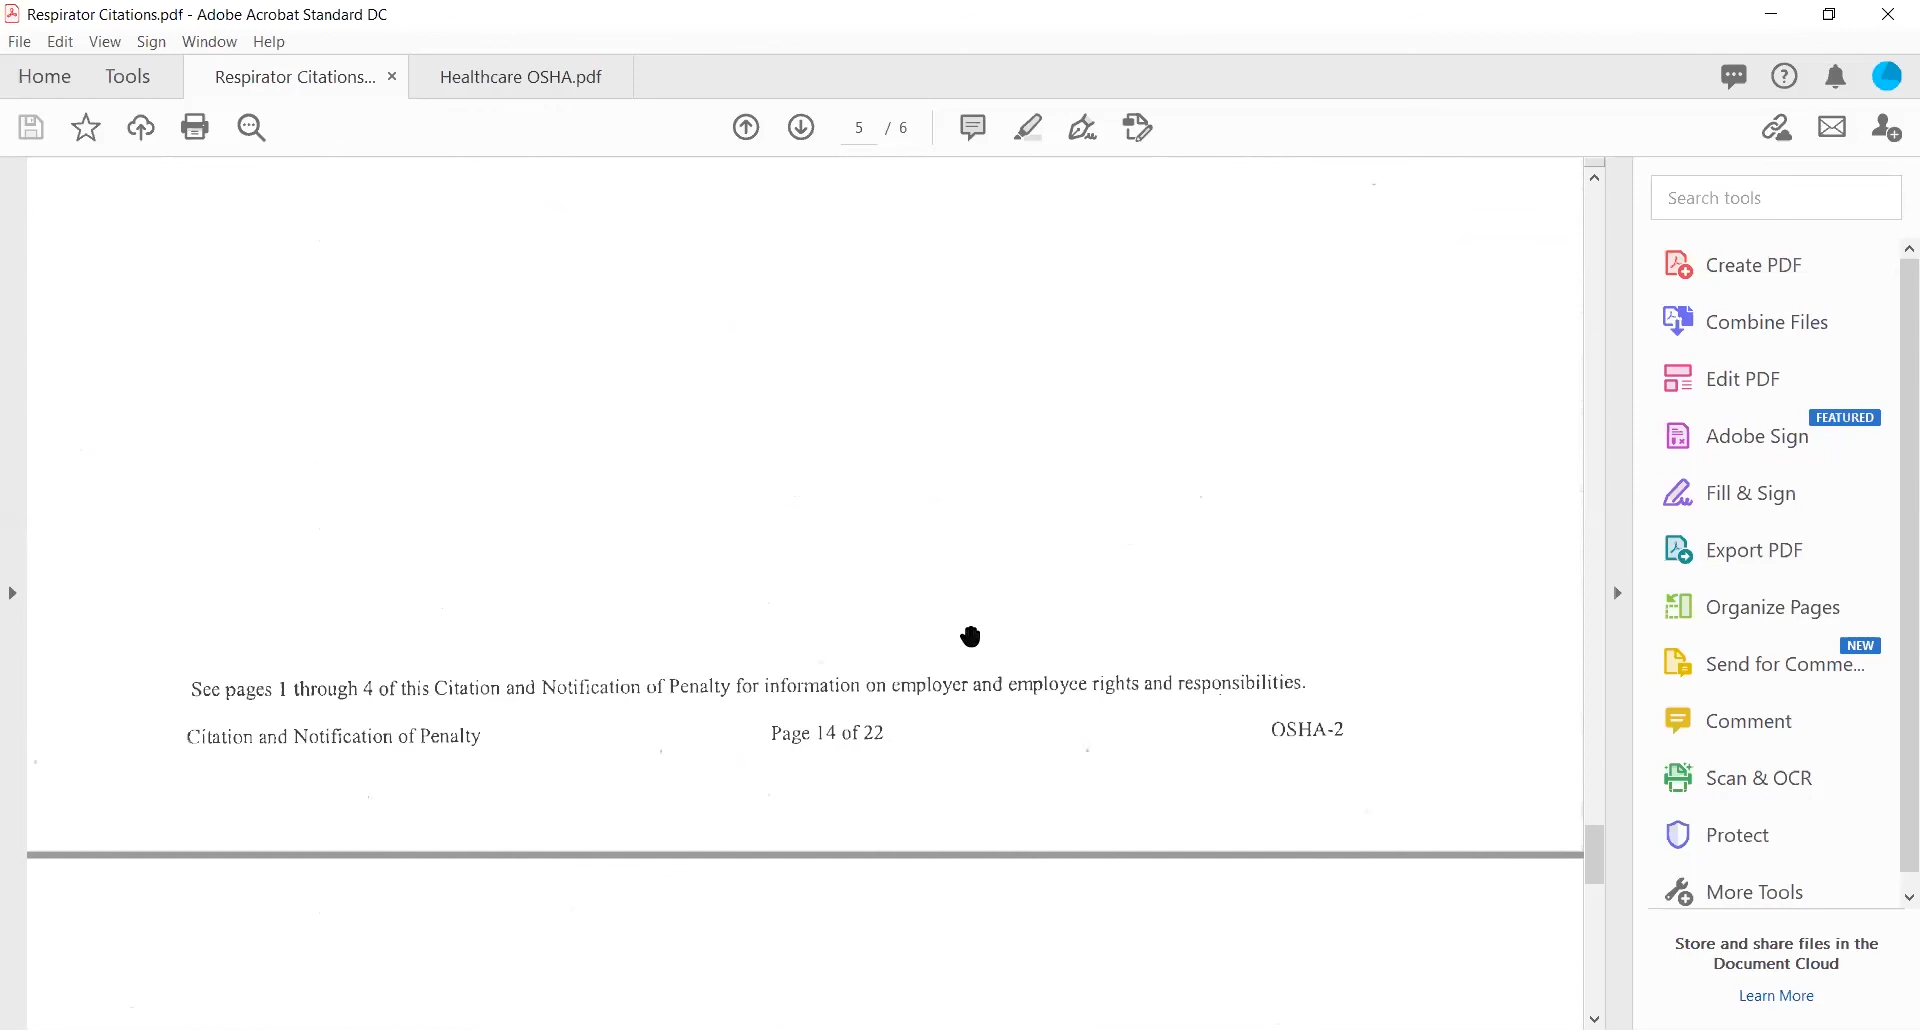 Respirator Citations.pdf - Adobe Acrobat Standard DC
File Edit View Sign Window Help
Home Tools Respirator Citations... × Healthcare OSHA.pdf
5 / 6
Search tools
Create PDF
Combine Files
Edit PDF
FEATURED
Adobe Sign
Fill & Sign
Export PDF
Organize Pages
NEW
Send for Comme...
Comment
Scan & OCR
Protect
More Tools
Store and share files in the
Document Cloud
Learn More
See pages 1 through 4 of this Citation and Notification of Penalty for information on employer and employee rights and responsibilities.
Citation and Notification of Penalty Page 14 of 22 OSHA-2